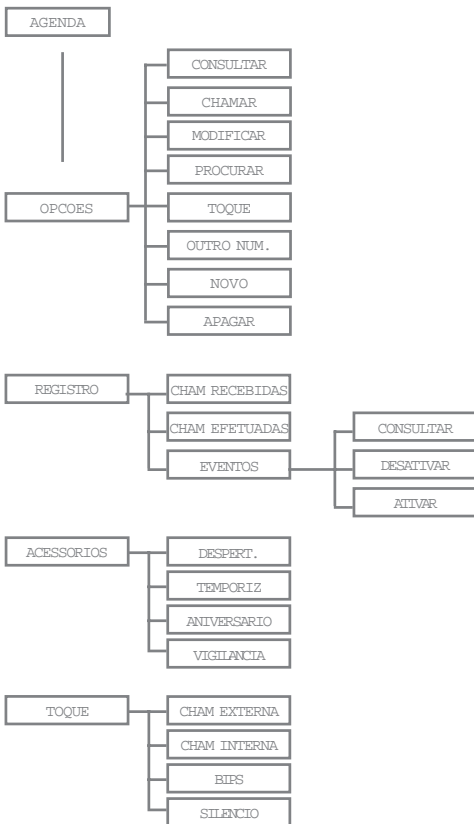 AGENDA
CONSULTAR
CHAMAR
MODIFICAR
PROCURAR
OPCOES
TOQUE
OUTRO NUM.
NOVO
APAGAR
REGISTRO
CHAM RECEBIDAS
CHAM EFETUADAS
CONSULTAR
EVENTOS
DESATIVAR
ATIVAR
ACESSORIOS
DESPERT.
TEMPORIZ
ANIVERSARIO
VIGILANCIA
TOQUE
CHAM EXTERNA
CHAM INTERNA
BIPS
SILENCIO